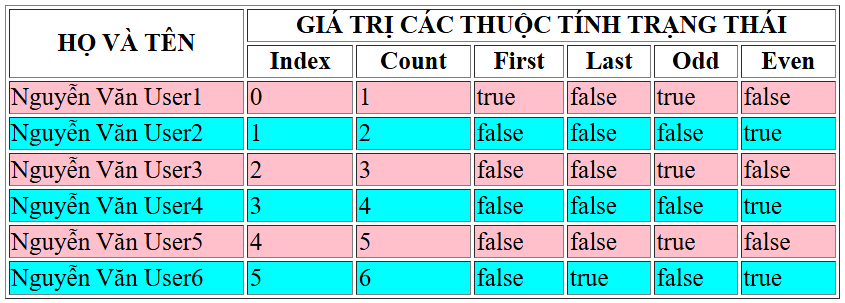 HỌ VÀ TÊN GIÁ TRỊ CÁC THUỘC TÍNH TRẠNG THÁI
Index Count First Last Odd Even
Nguyễn Văn User1 0 1 true false true false
Nguyễn Văn User2 1 2 false false false true
Nguyễn Văn User3 2 3 false false true false
Nguyễn Văn User4 3 4 false false false true
Nguyễn Văn User5 4 5 false false true false
Nguyễn Văn User6 5 6 false true false true